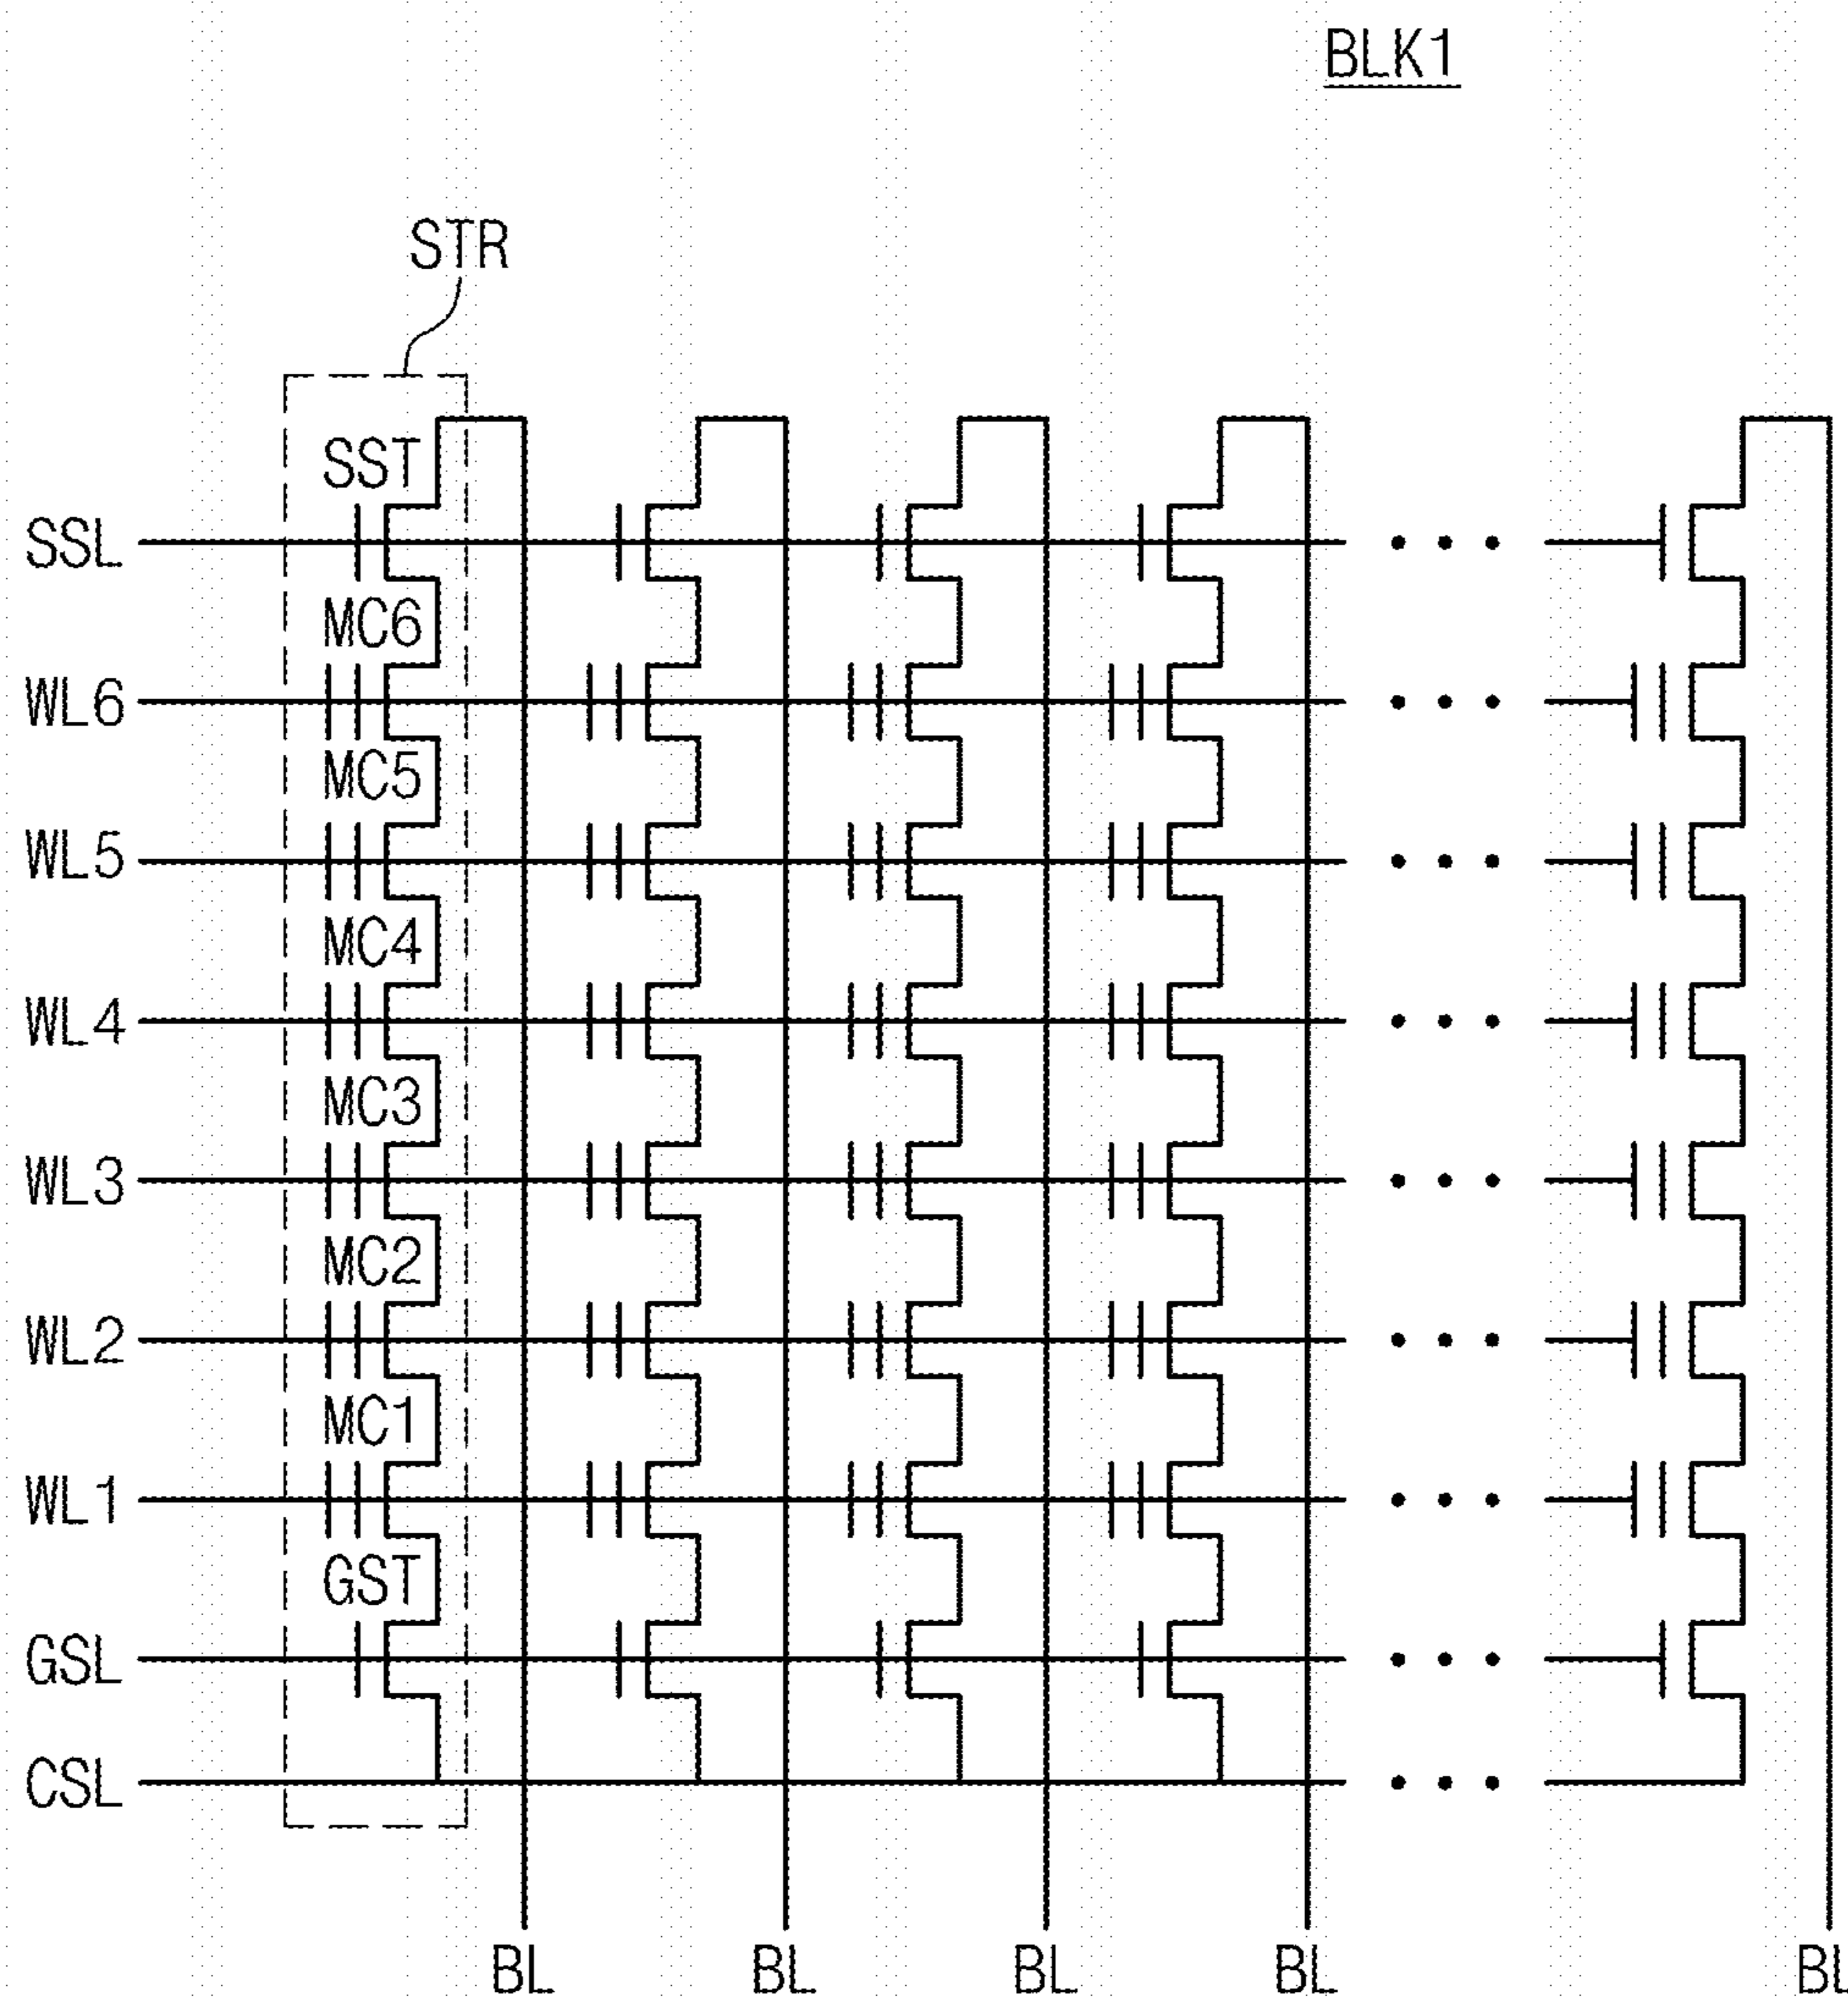 BLK1
STR
SST
SSL
MC6
WL6
MC5
WL5
MC4
WL4
MC3
WL3
MC2
WL2
MC1
WL1
GST
GSL
CSL
BL BL BL BL BL